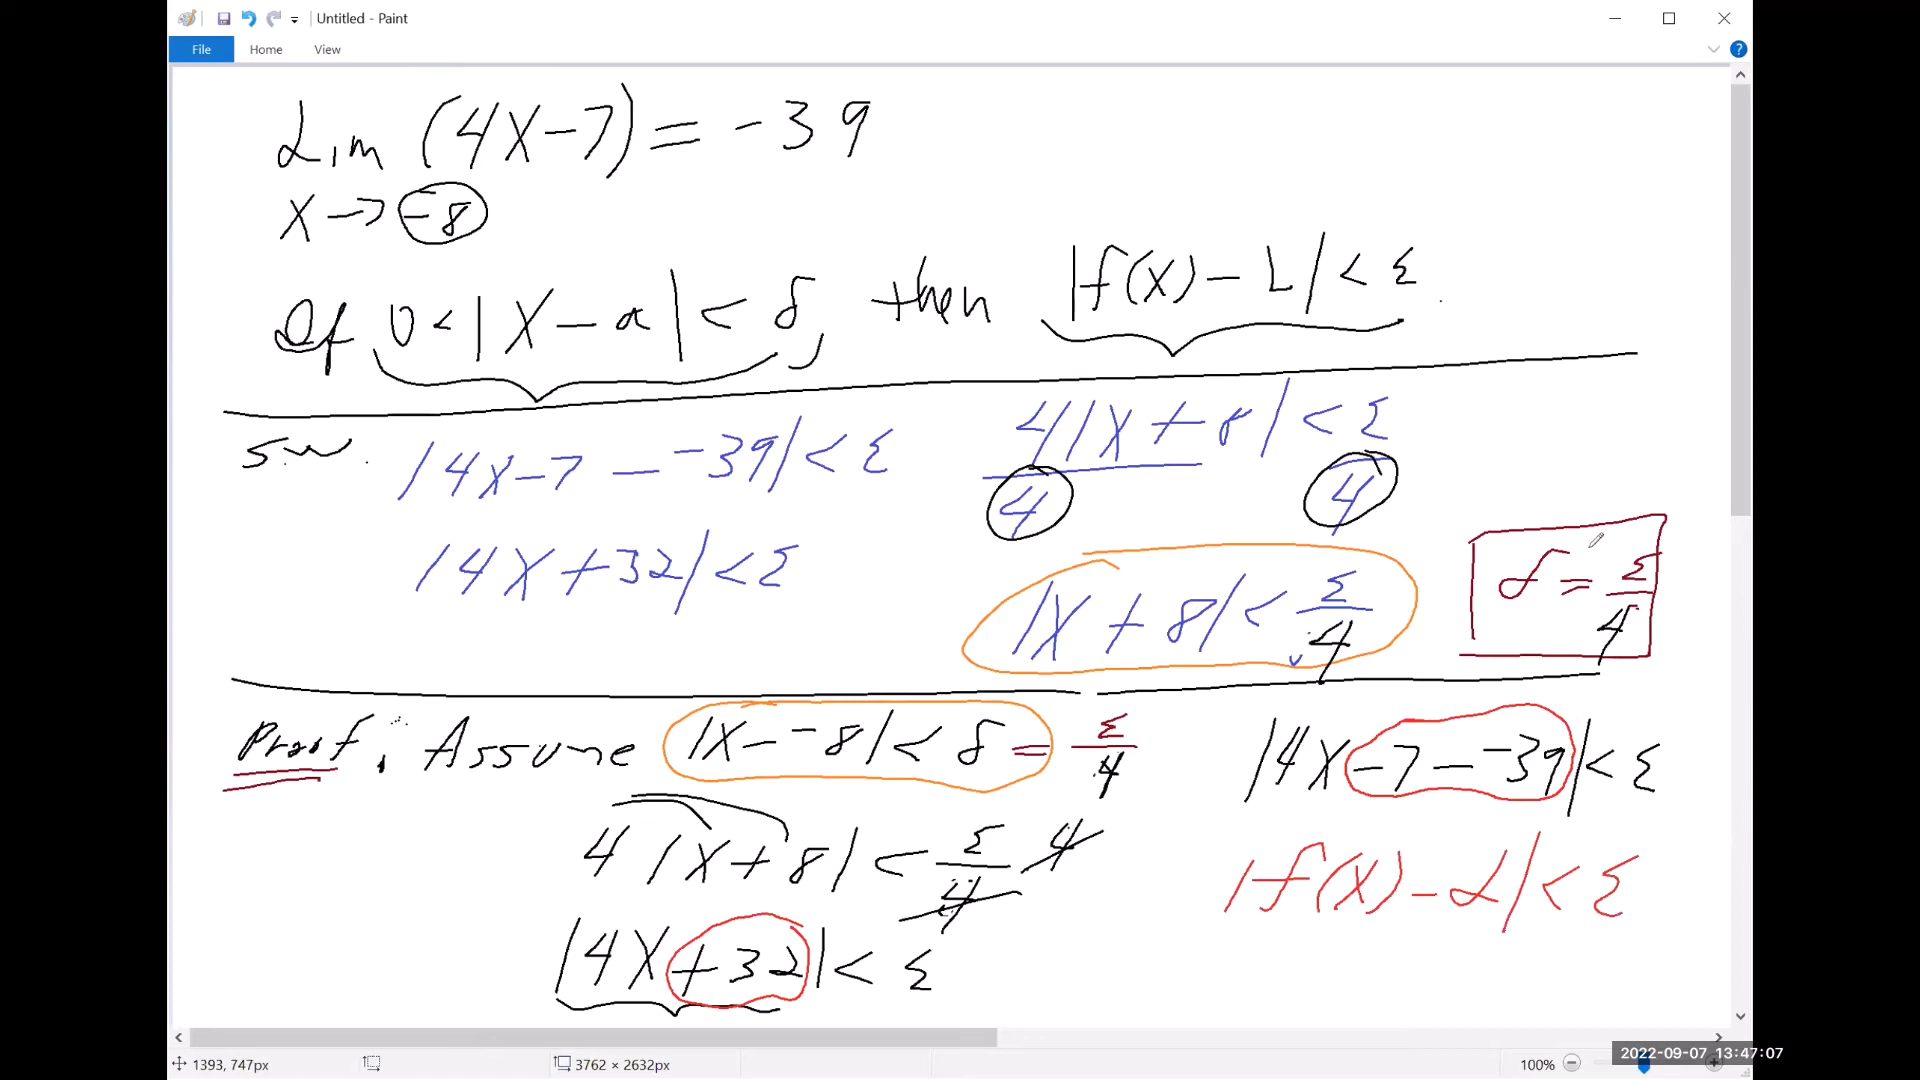 Untitled - Paint
File Home View
Lim (4X-7) = -39
X → -8
If 0 < |X - a| < δ, then |f(X) - L| < ε.
S.W. |4X-7 - -39| < ε
|4X + 32| < ε
4|X + 8| < ε
4 4
|X + 8| < ε/4
δ = ε/4
Proof: Assume |X - -8| < δ = ε/4
4 |X + 8| < ε/4 4
|4X + 32| < ε
|4X - 7 - -39| < ε
|f(X) - L| < ε
1393, 747px
3762 × 2632px
100%
2022-09-07 13:47:07